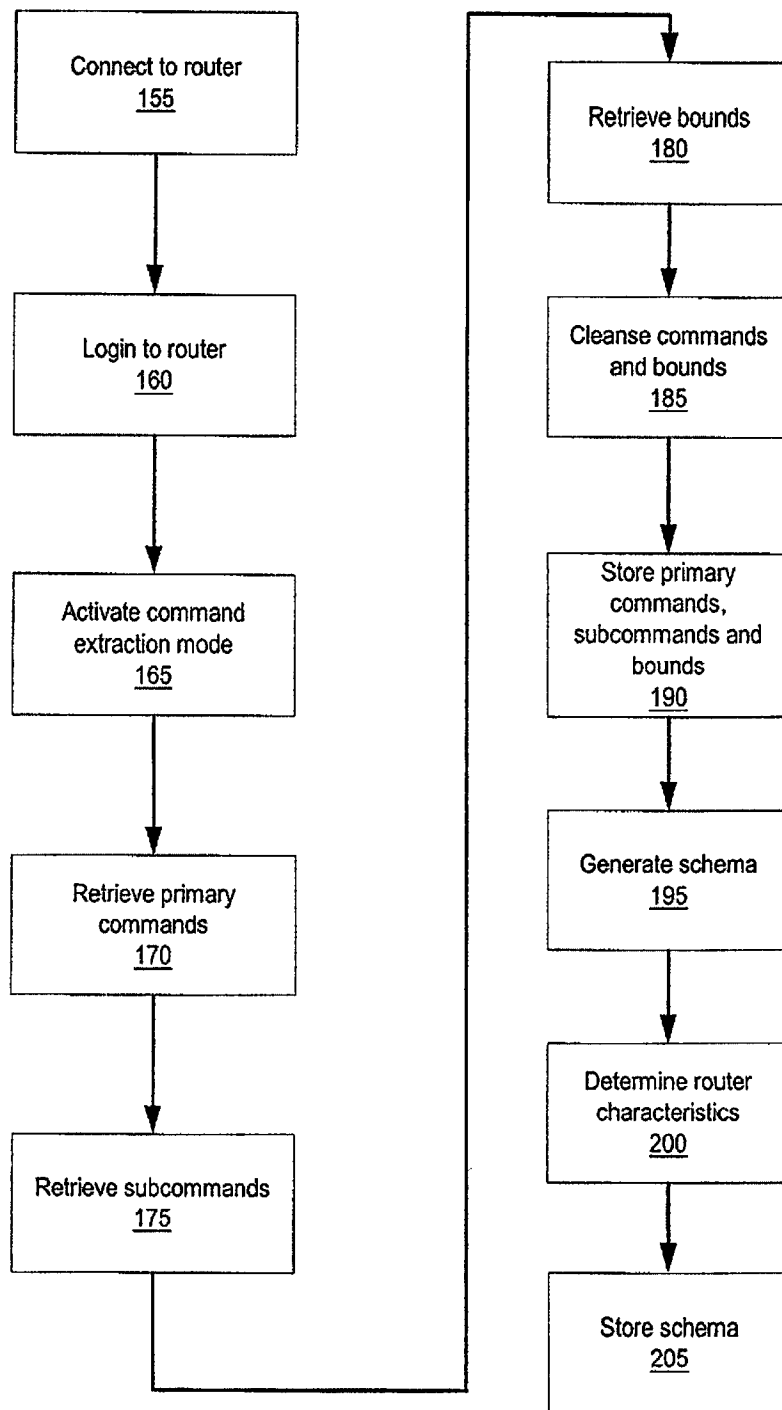 Connect to router
155
Login to router
160
Activate command
extraction mode
165
Retrieve primary
commands
170
Retrieve subcommands
175
Retrieve bounds
180
Cleanse commands
and bounds
185
Store primary
commands,
subcommands and
bounds
190
Generate schema
195
Determine router
characteristics
200
Store schema
205